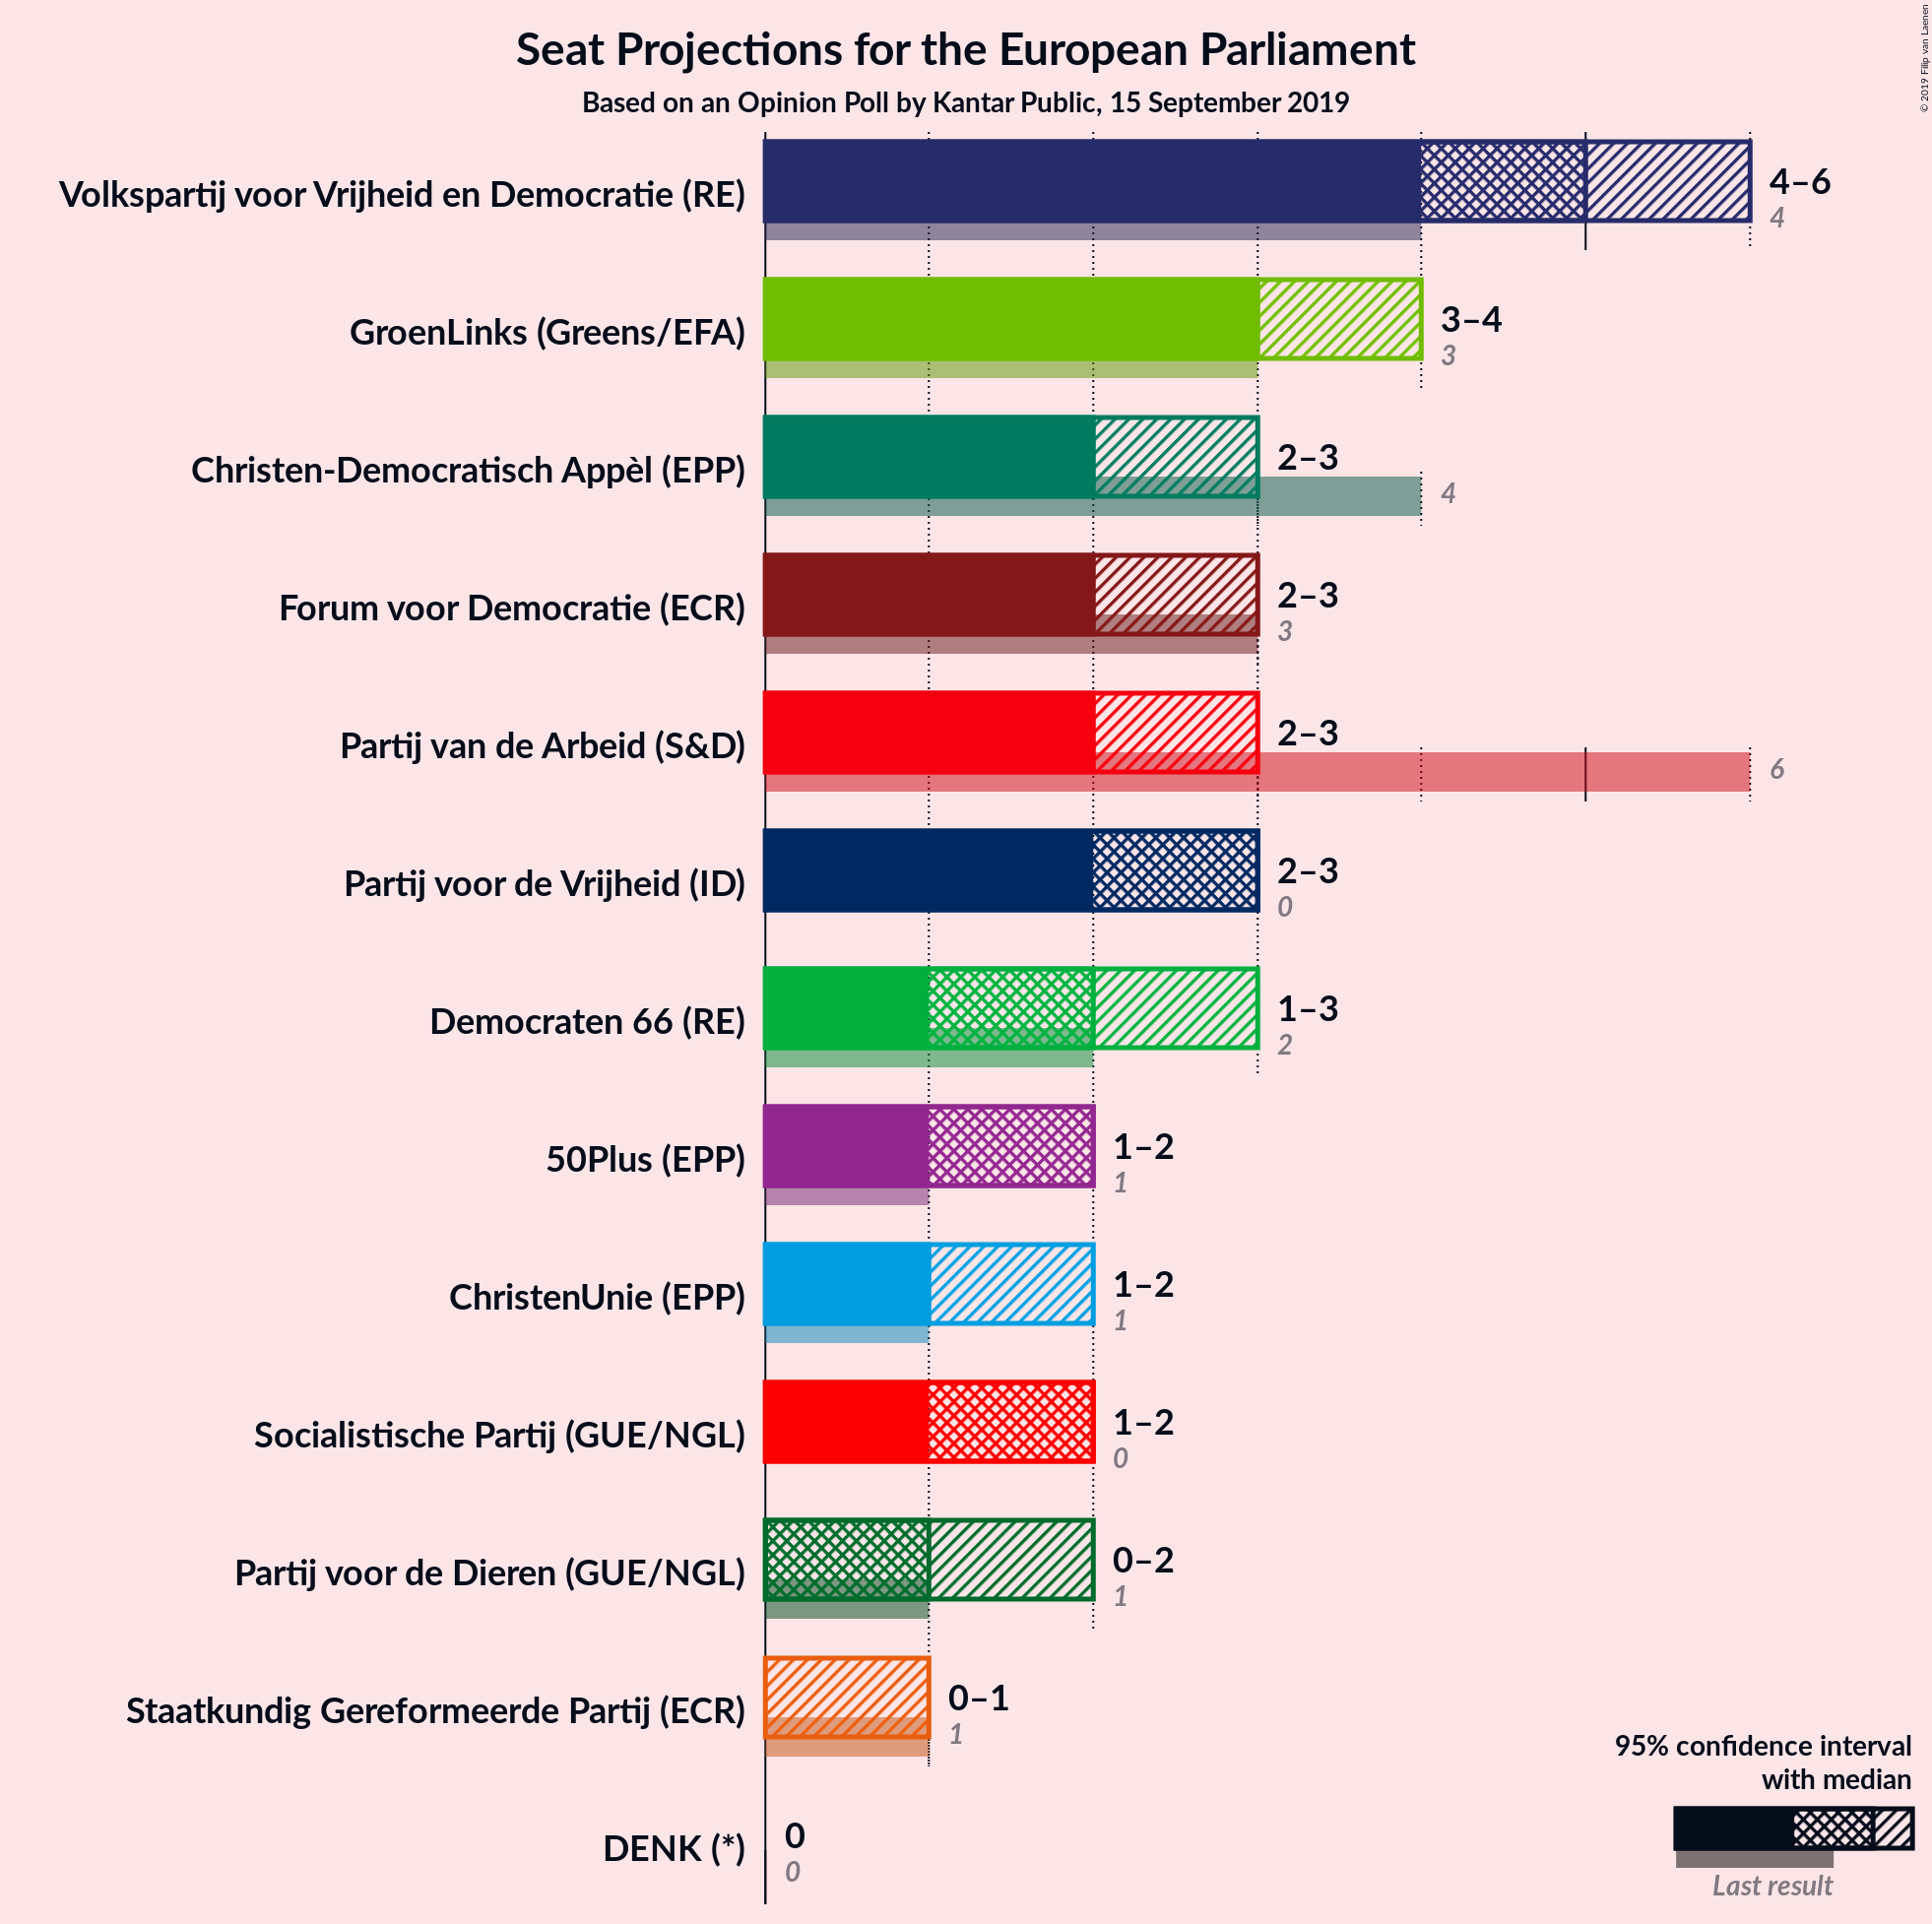 Seat Projections for the European Parliament
Based on an Opinion Poll by Kantar Public, 15 September 2019
© 2019 Filip van Laenen
Volkspartij voor Vrijheid en Democratie (RE)
4–6
4
GroenLinks (Greens/EFA)
3–4
3
Christen-Democratisch Appèl (EPP)
2–3
4
Forum voor Democratie (ECR)
2–3
3
Partij van de Arbeid (S&D)
2–3
6
Partij voor de Vrijheid (ID)
2–3
0
Democraten 66 (RE)
1–3
2
50Plus (EPP)
1–2
1
ChristenUnie (EPP)
1–2
1
Socialistische Partij (GUE/NGL)
1–2
0
Partij voor de Dieren (GUE/NGL)
0–2
1
Staatkundig Gereformeerde Partij (ECR)
0–1
1
DENK (*)
0
0
95% confidence interval
with median
Last result